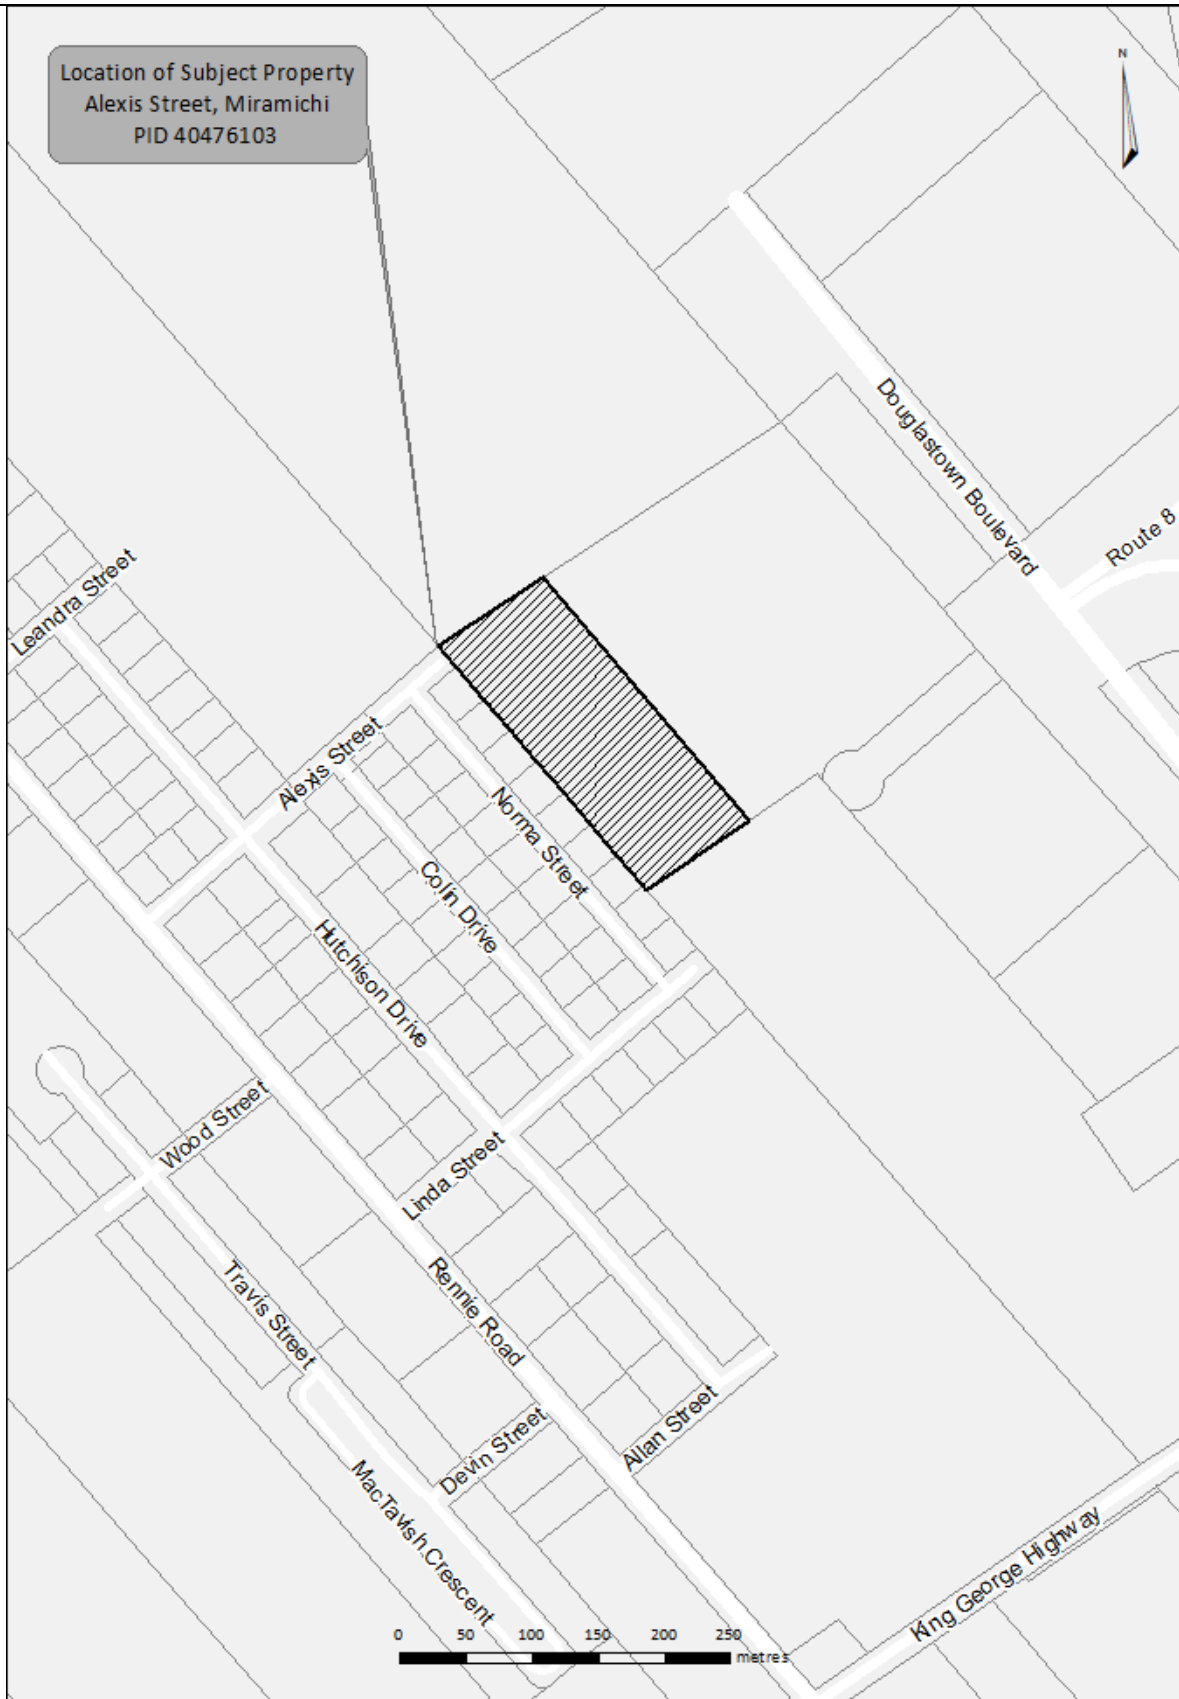 Location of Subject Property
Alexis Street, Miramichi
PID 40476103
N
Douglastown Boulevard
Route 8
Leandra Street
Alexis Street
Norma Street
Colin Drive
Hutchison Drive
Wood Street
Linda Street
Travis Street
Rennie Road
Allan Street
Devin Street
MacTavish Crescent
King George Highway
0 50 100 150 200 250
metres